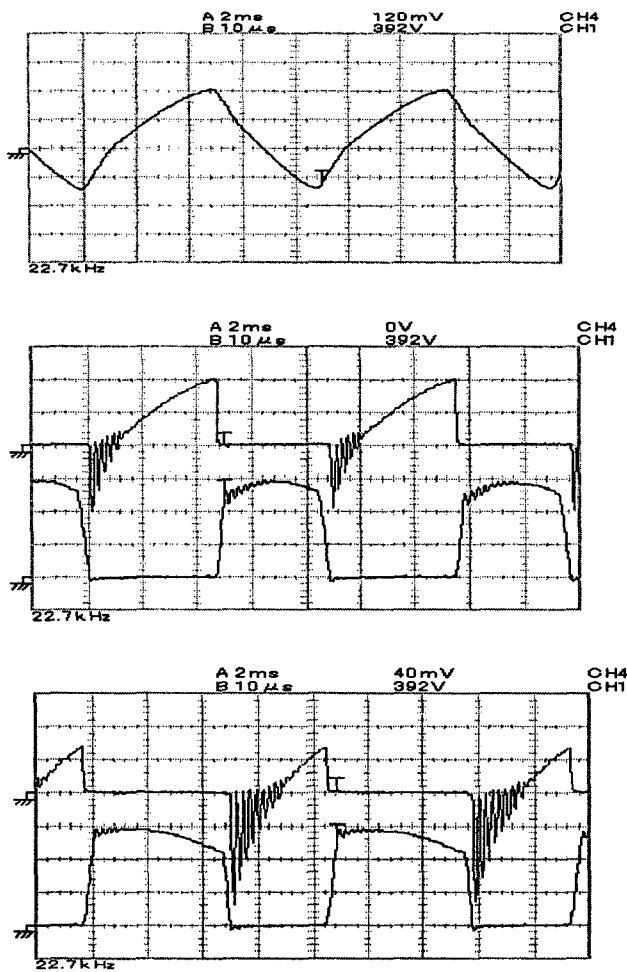 A 2ms 120mV CH4
B 10 μs 392V CH1
22.7kHz
A 2ms 0V CH4
B 10 μs 392V CH1
22.7kHz
A 2ms 40mV CH4
B 10 μs 392V CH1
22.7kHz